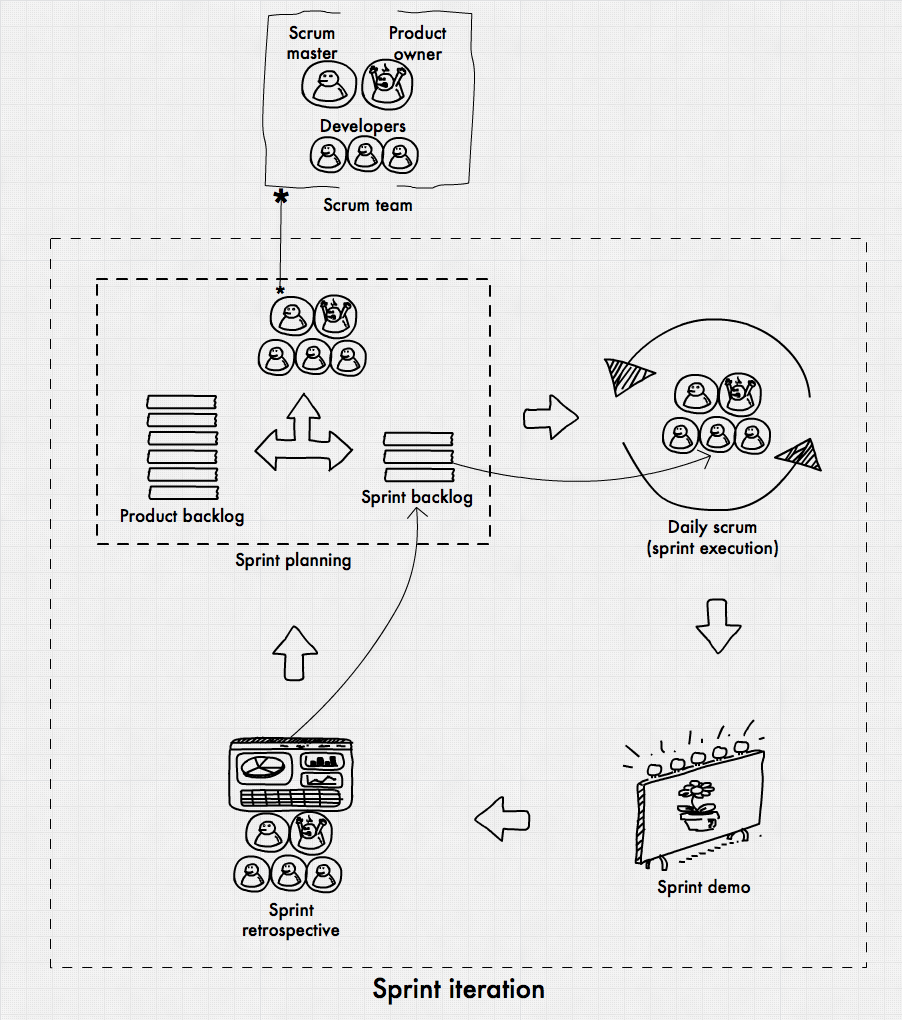 Scrum
master
Product
owner
Developers
*
Scrum team
*
Product backlog
Sprint backlog
Sprint planning
Daily scrum
(sprint execution)
Sprint demo
Sprint
retrospective
Sprint iteration